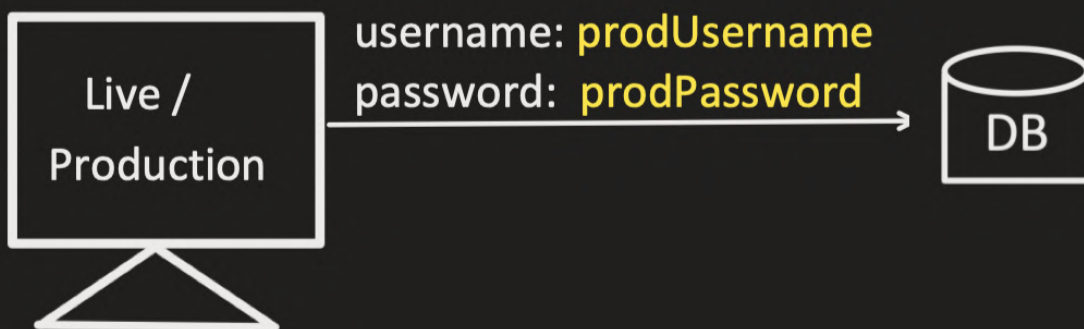 Live /
Production
username: prodUsername
password: prodPassword
DB